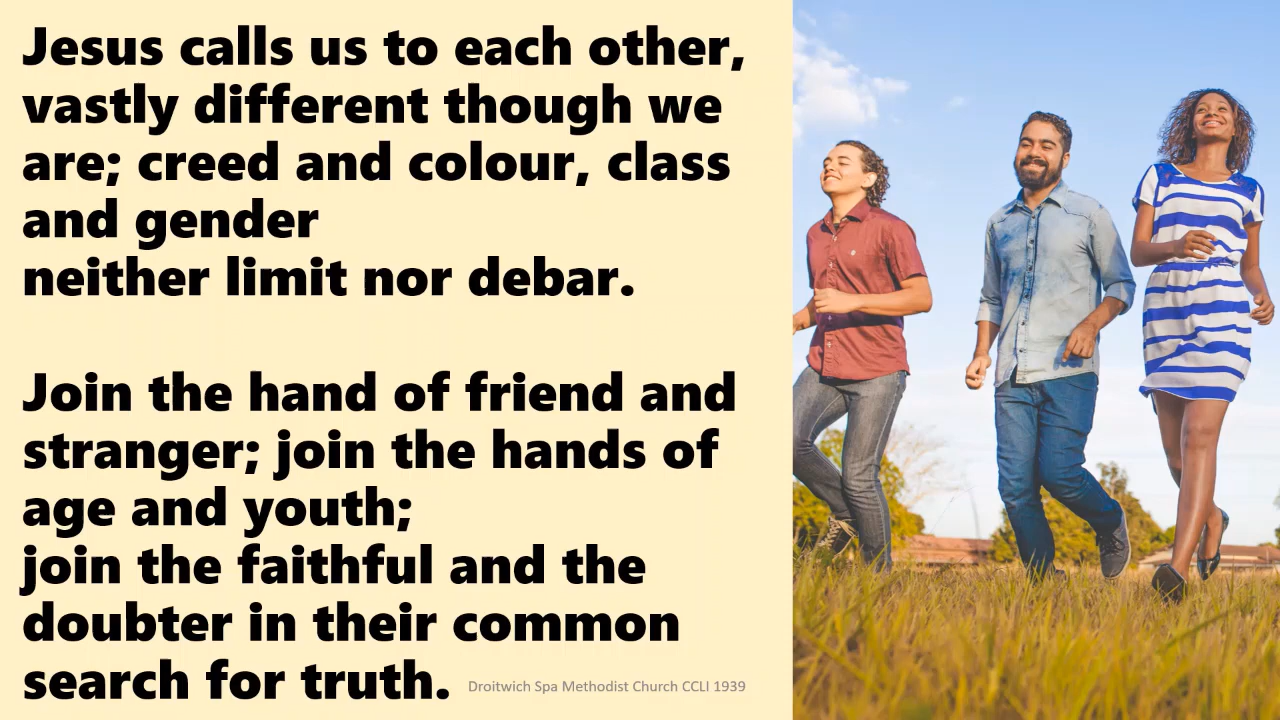 Jesus calls us to each other,
vastly different though we
are; creed and colour, class
and gender
neither limit nor debar.
Join the hand of friend and
stranger; join the hands of
age and youth;
join the faithful and the
doubter in their common
search for truth.
Droitwich Spa Methodist Church CCLI 1939